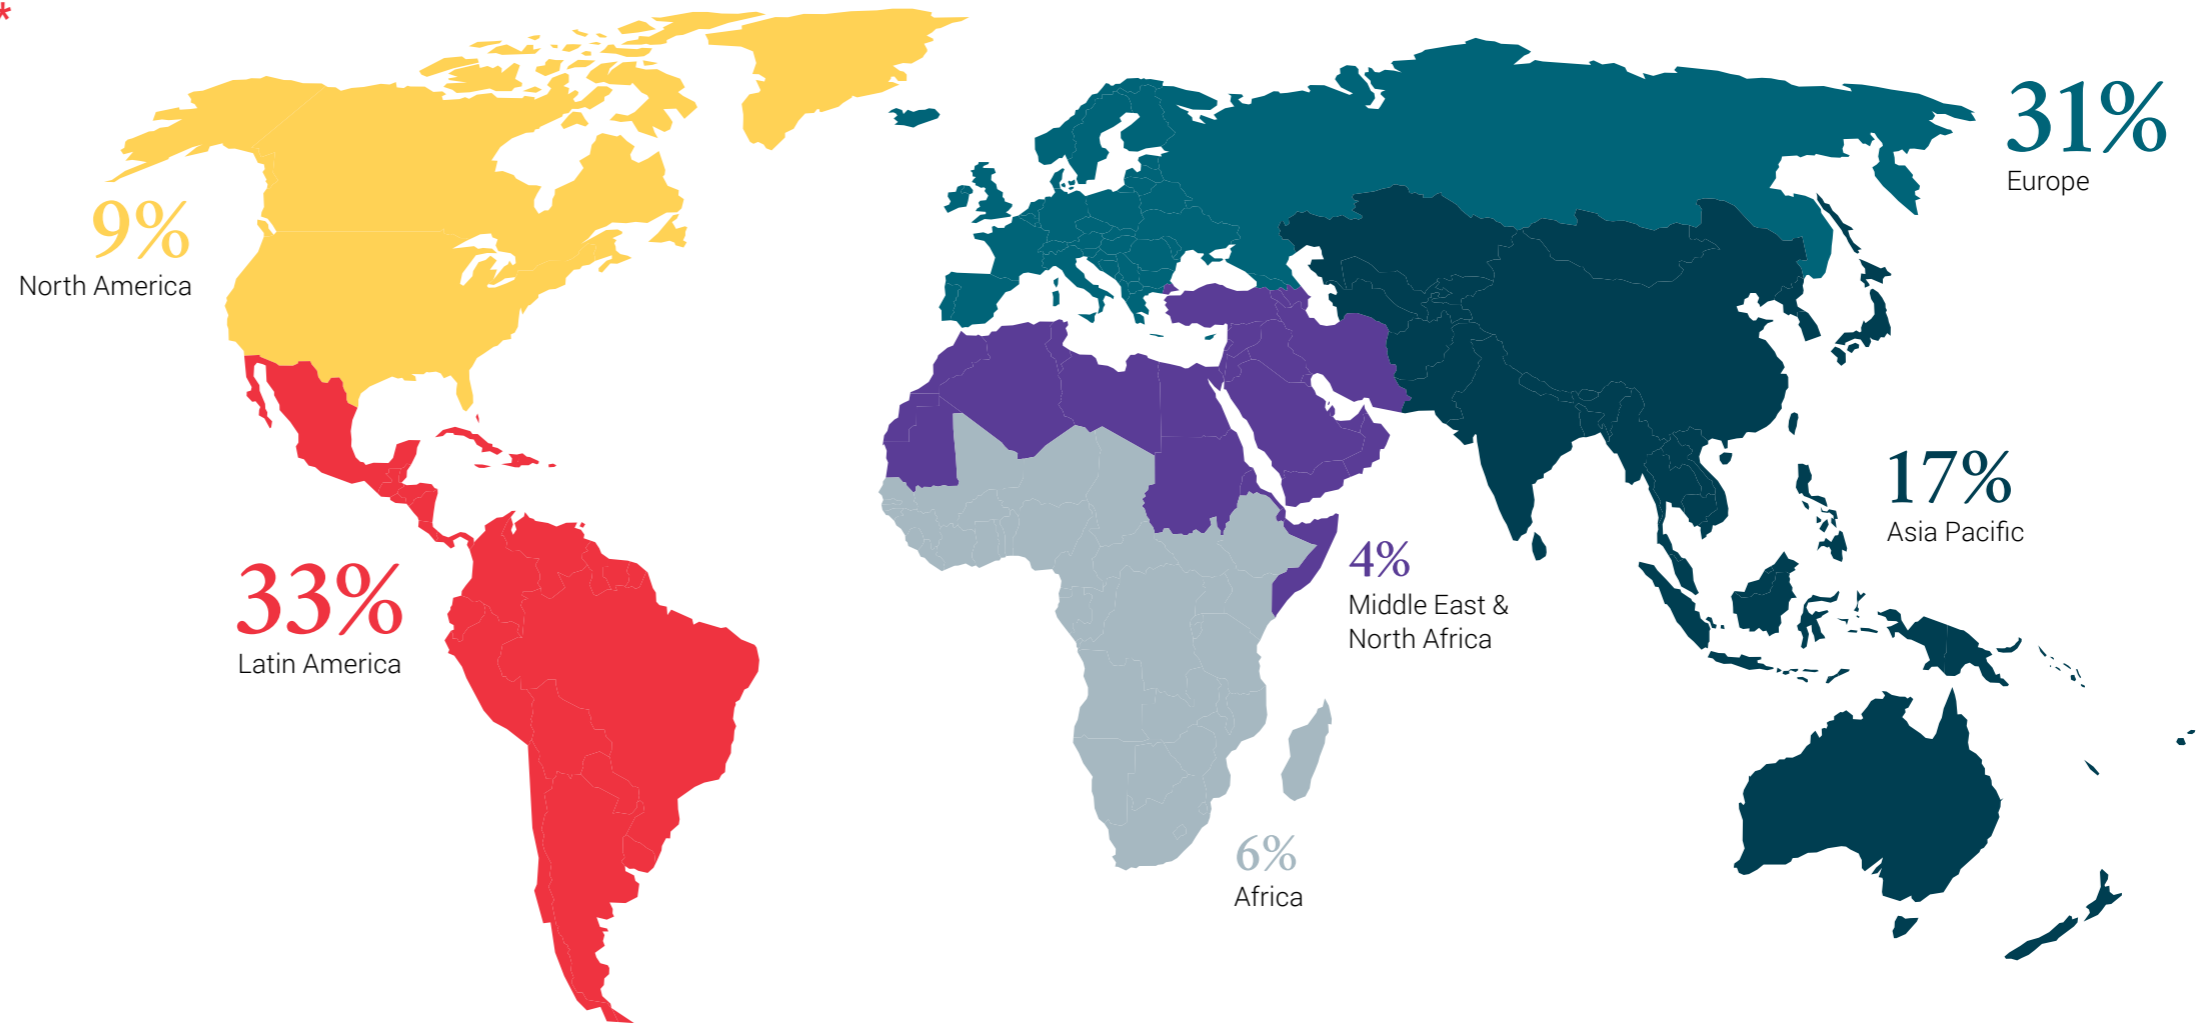 *
31%
Europe
9%
North America
17%
Asia Pacific
4%
Middle East &
North Africa
33%
Latin America
6%
Africa